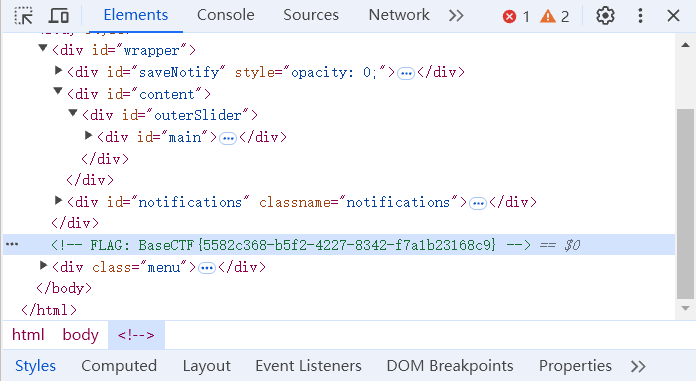 Elements Console Sources Network 1 2
<div id="wrapper">
<div id="saveNotify" style="opacity: 0;"> </div>
<div id="content">
<div id="outerSlider">
<div id="main"> </div>
</div>
</div>
<div id="notifications" classname="notifications"> </div>
</div>
<!-- FLAG: BaseCTF{5582c368-b5f2-4227-8342-f7a1b23168c9} --> == $0
<div class="menu"> </div>
</body>
</html>
html body <!-->
Styles Computed Layout Event Listeners DOM Breakpoints Properties